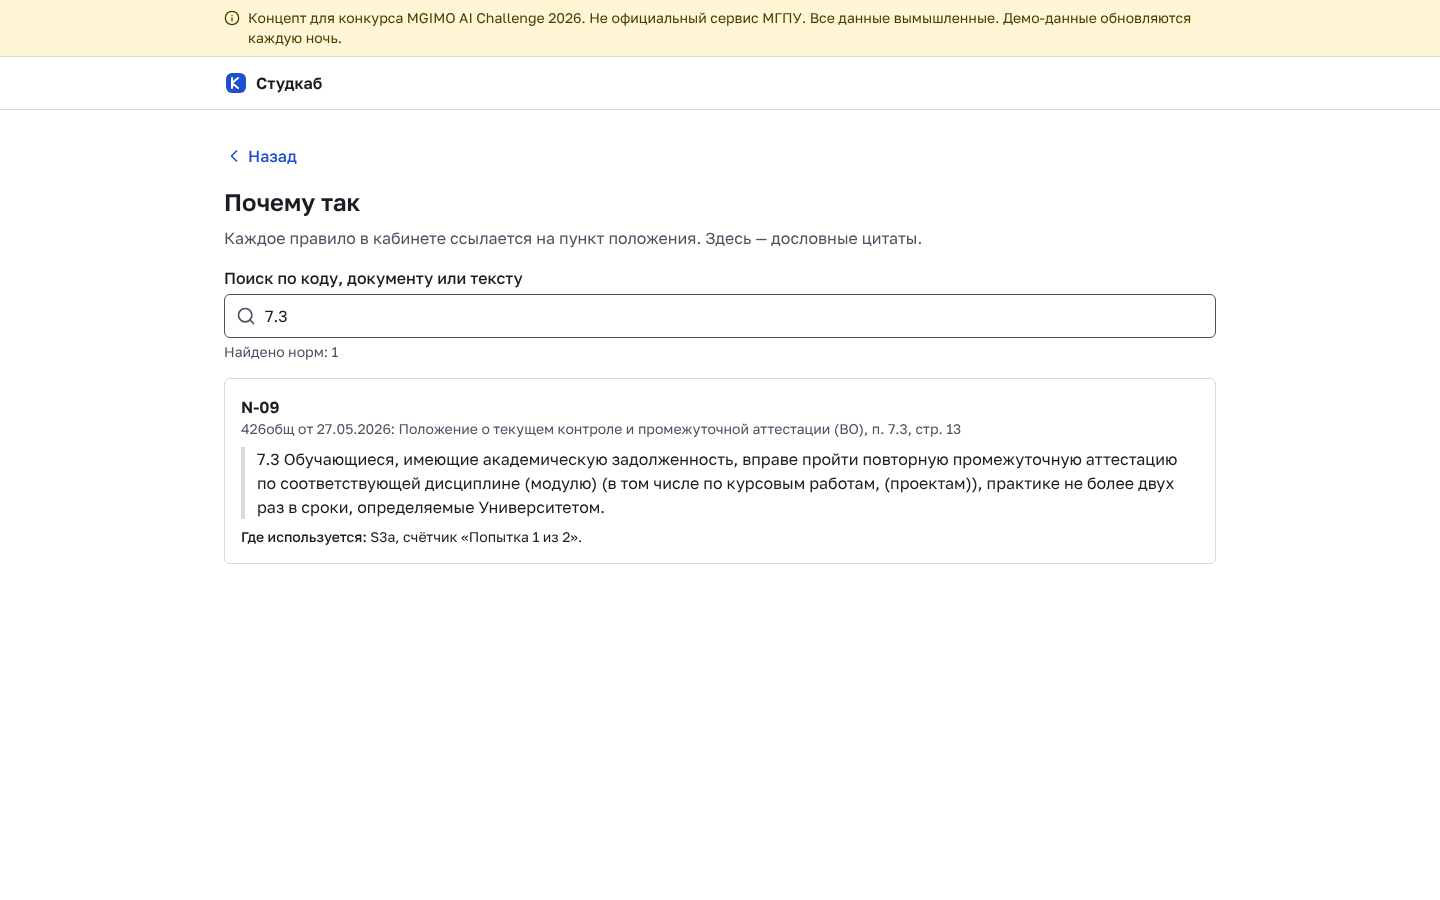 Концепт для конкурса MGIMO AI Challenge 2026. Не официальный сервис МГПУ. Все данные вымышленные. Демо-данные обновляются
каждую ночь.
Студкаб
Назад
Почему так
Каждое правило в кабинете ссылается на пункт положения. Здесь — дословные цитаты.
Поиск по коду, документу или тексту
7.3
Найдено норм: 1
N-09
426общ от 27.05.2026: Положение о текущем контроле и промежуточной аттестации (ВО), п. 7.3, стр. 13
7.3 Обучающиеся, имеющие академическую задолженность, вправе пройти повторную промежуточную аттестацию
по соответствующей дисциплине (модулю) (в том числе по курсовым работам, (проектам)), практике не более двух
раз в сроки, определяемые Университетом.
Где используется: S3a, счётчик «Попытка 1 из 2».